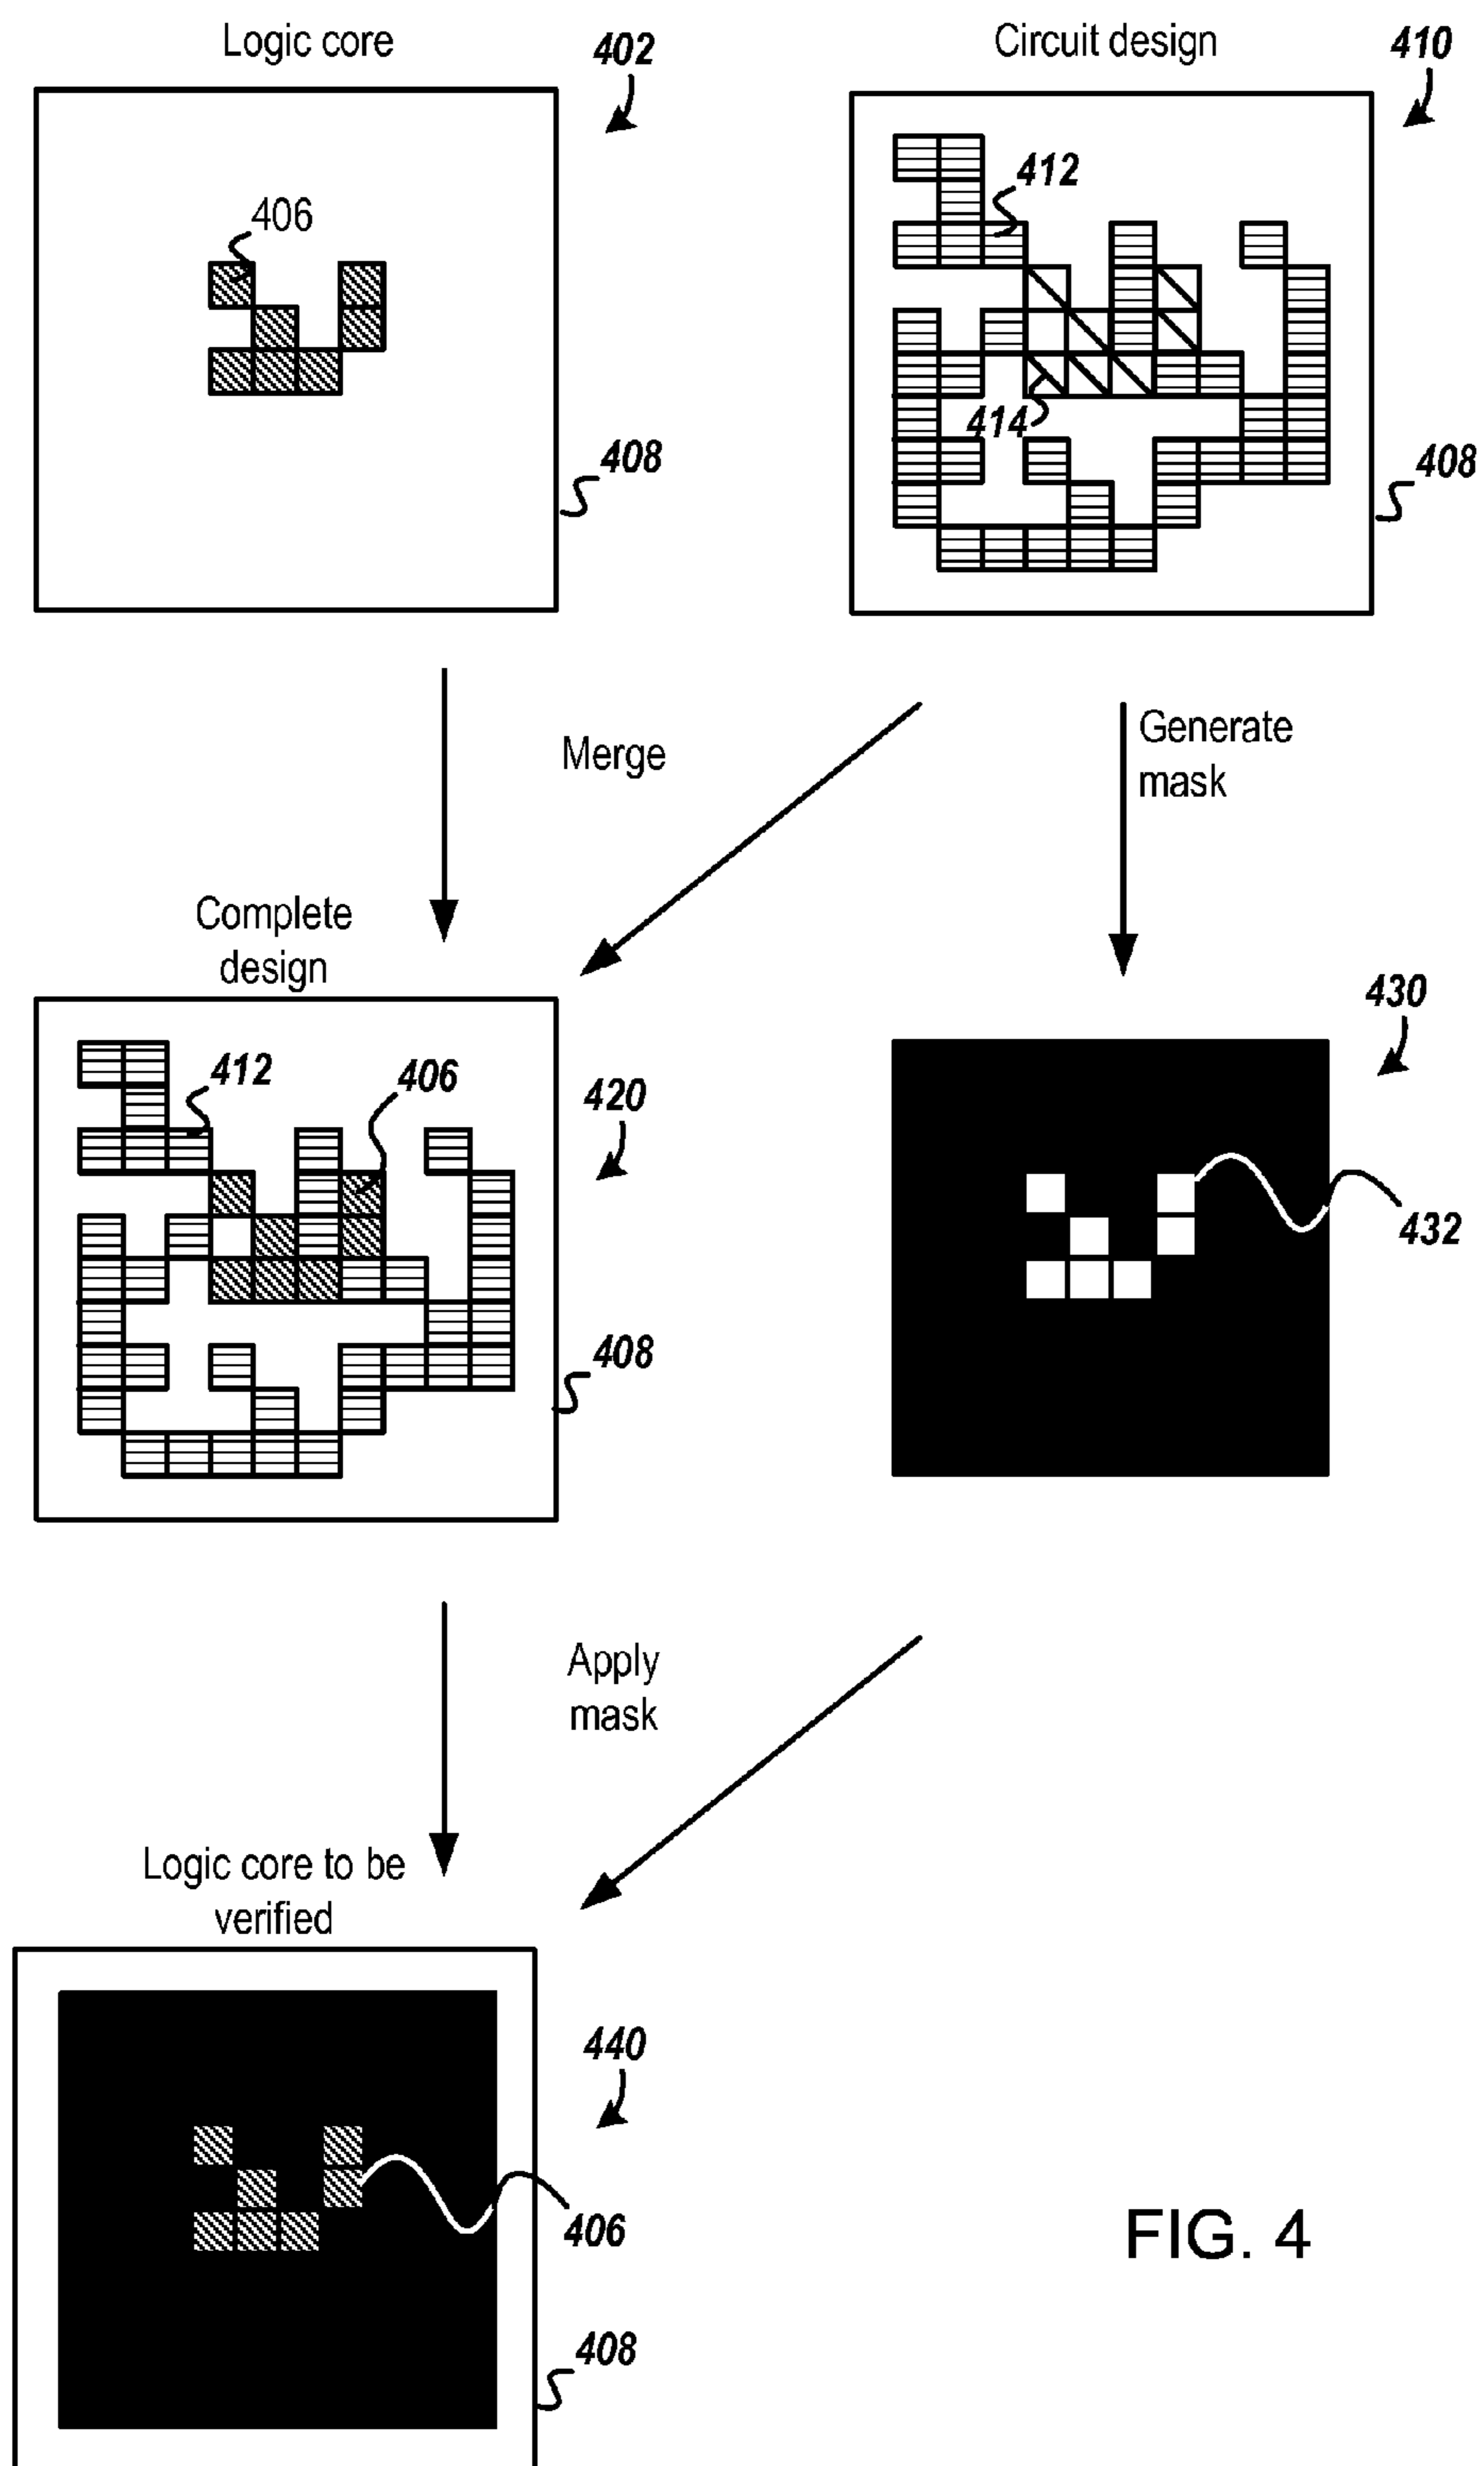 Logic core
402
Circuit design
410
406
412
414
408
408
Merge
Generate
mask
Complete
design
412
406
420
430
432
408
Apply
mask
Logic core to be
verified
440
406
408
FIG. 4